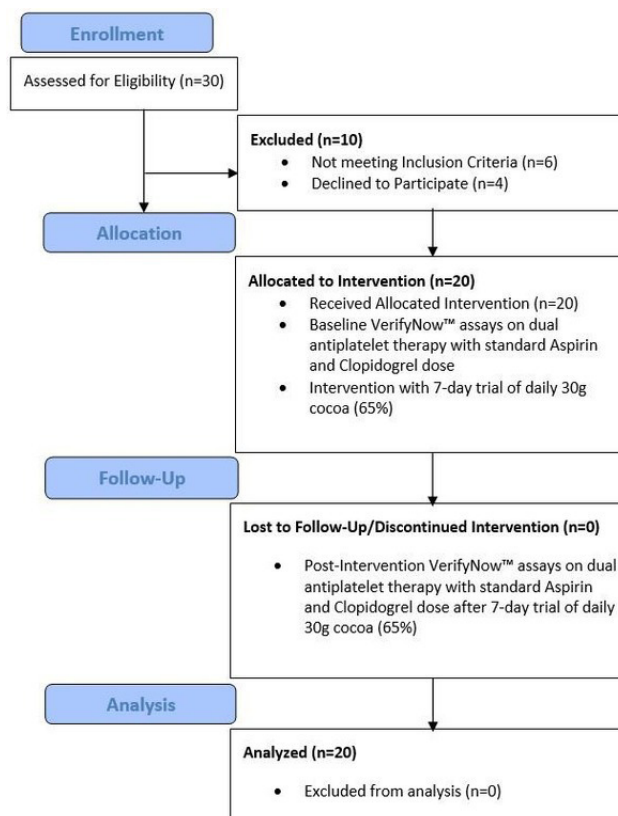 Enrollment
Assessed for Eligibility (n=30)
Excluded (n=10)
• Not meeting Inclusion Criteria (n=6)
• Declined to Participate (n=4)
Allocation
Allocated to Intervention (n=20)
• Received Allocated Intervention (n=20)
• Baseline VerifyNow™ assays on dual
antiplatelet therapy with standard Aspirin
and Clopidogrel dose
• Intervention with 7-day trial of daily 30g
cocoa (65%)
Follow-Up
Lost to Follow-Up/Discontinued Intervention (n=0)
• Post-Intervention VerifyNow™ assays on dual
antiplatelet therapy with standard Aspirin
and Clopidogrel dose after 7-day trial of daily
30g cocoa (65%)
Analysis
Analyzed (n=20)
• Excluded from analysis (n=0)